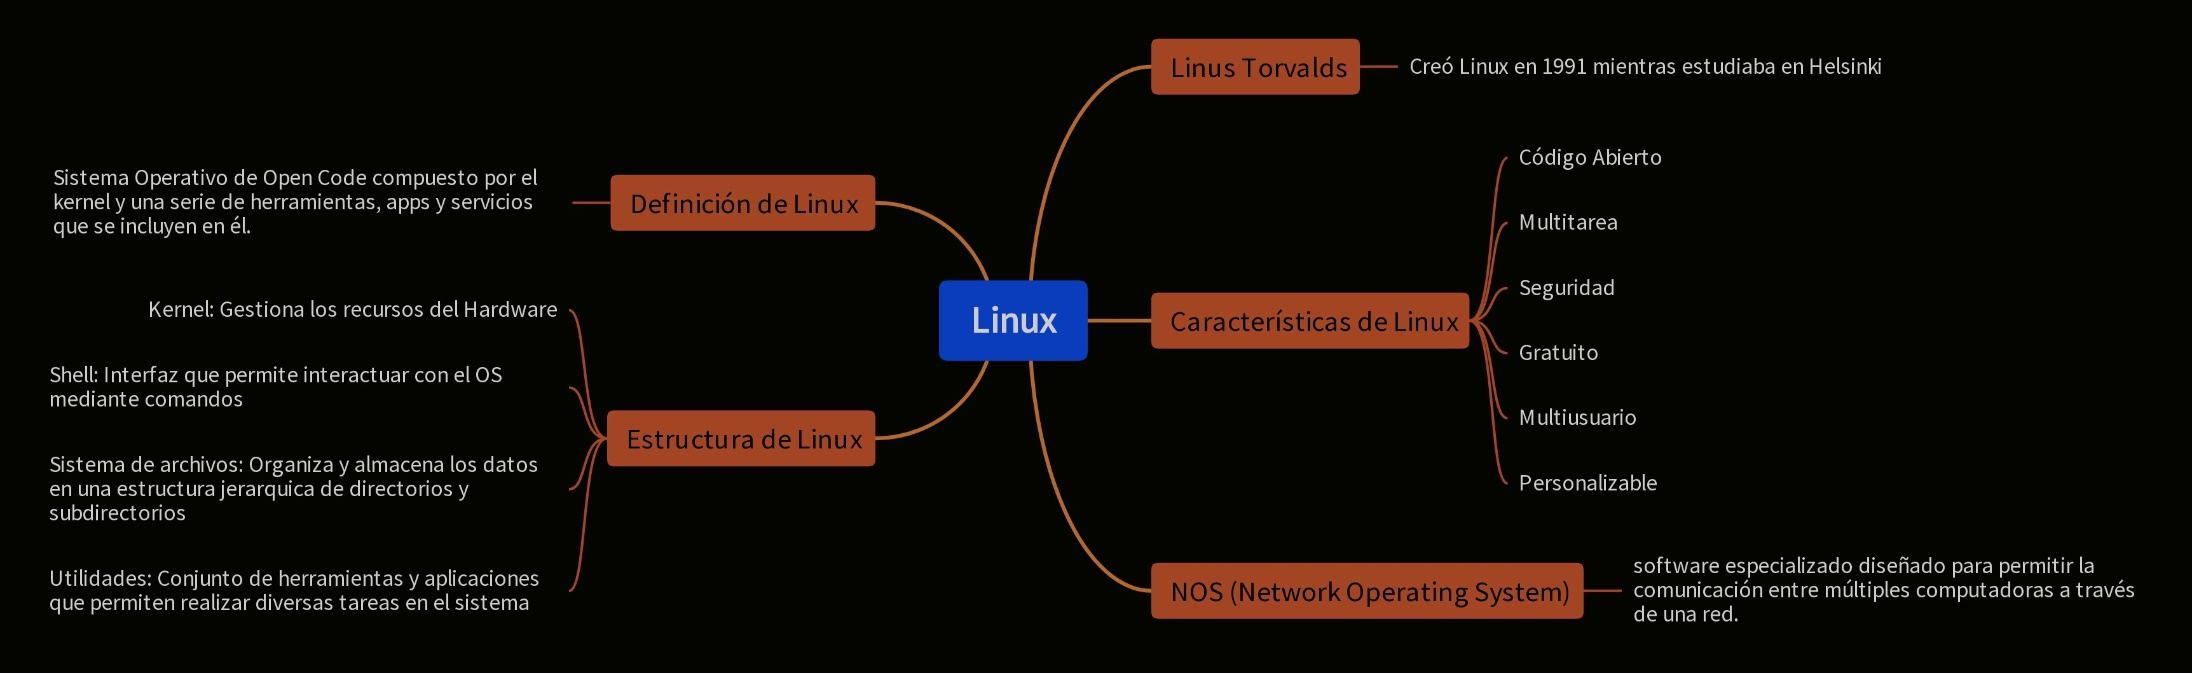 Linux
Linus Torvalds
Creó Linux en 1991 mientras estudiaba en Helsinki
Características de Linux
Código Abierto
Multitarea
Seguridad
Gratuito
Multiusuario
Personalizable
NOS (Network Operating System)
software especializado diseñado para permitir la
comunicación entre múltiples computadoras a través
de una red.
Definición de Linux
Sistema Operativo de Open Code compuesto por el
kernel y una serie de herramientas, apps y servicios
que se incluyen en él.
Estructura de Linux
Kernel: Gestiona los recursos del Hardware
Shell: Interfaz que permite interactuar con el OS
mediante comandos
Sistema de archivos: Organiza y almacena los datos
en una estructura jerarquica de directorios y
subdirectorios
Utilidades: Conjunto de herramientas y aplicaciones
que permiten realizar diversas tareas en el sistema